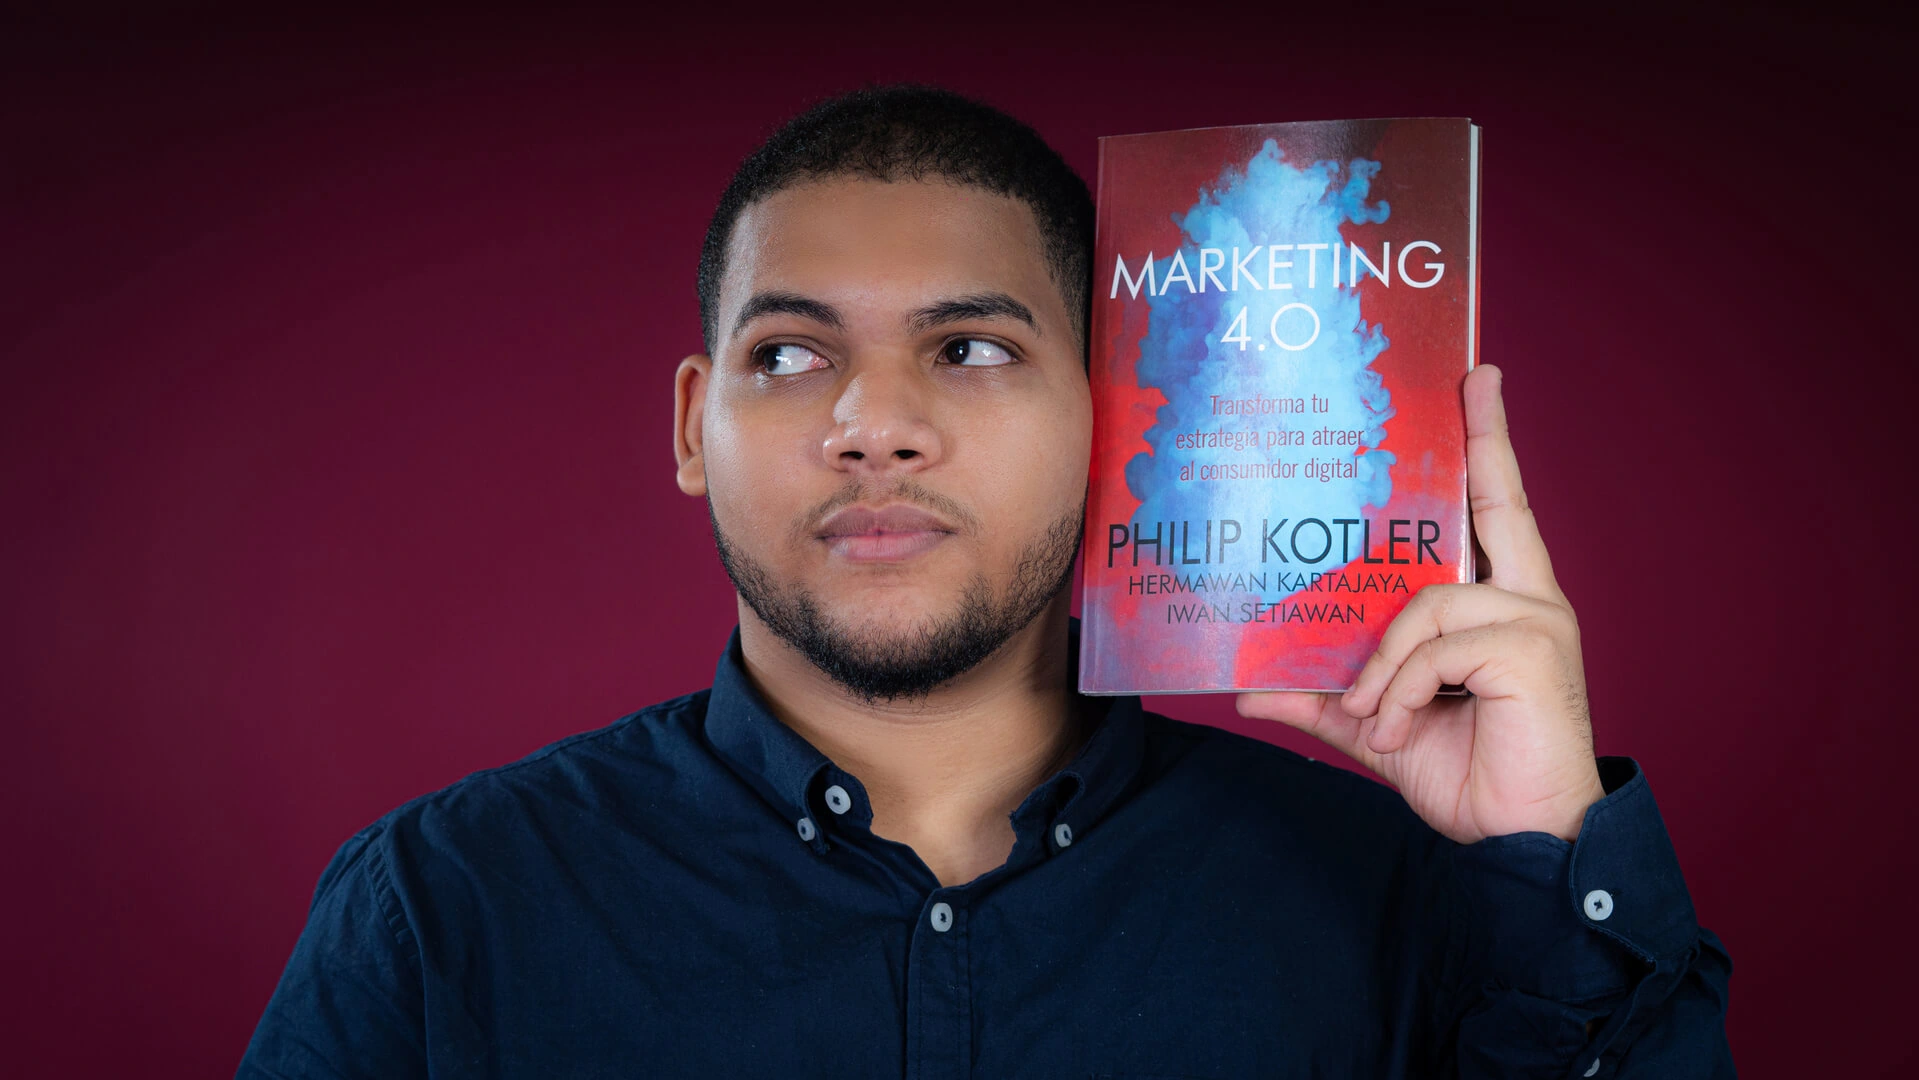 MARKETING
4.0
Transforma tu
estrategia para atraer
al consumidor digital
PHILIP KOTLER
HERMAWAN KARTAJAYA
IWAN SETIAWAN